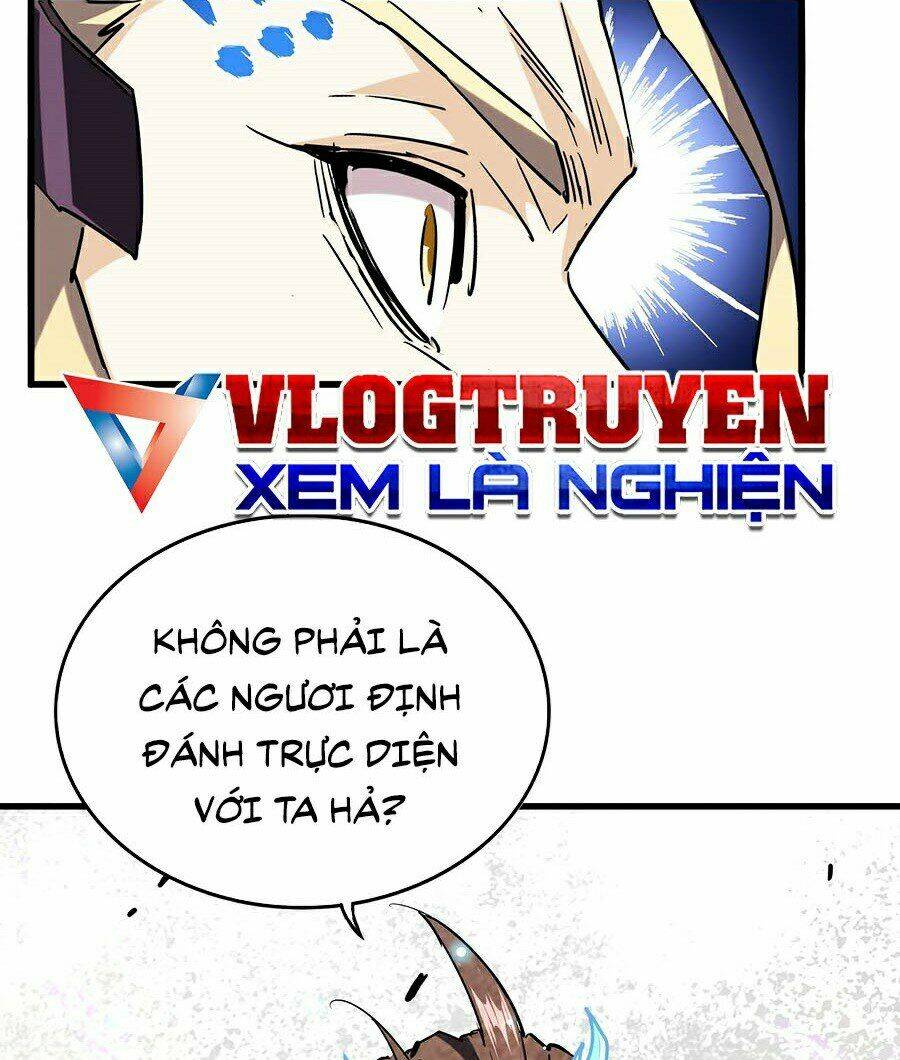 VLOGTRUYEN
XEM LÀ NGHIỆN
KHÔNG PHẢI LÀ
CÁC NGƯƠI ĐỊNH
ĐÁNH TRỰC DIỆN
VỚI TA HẢ?